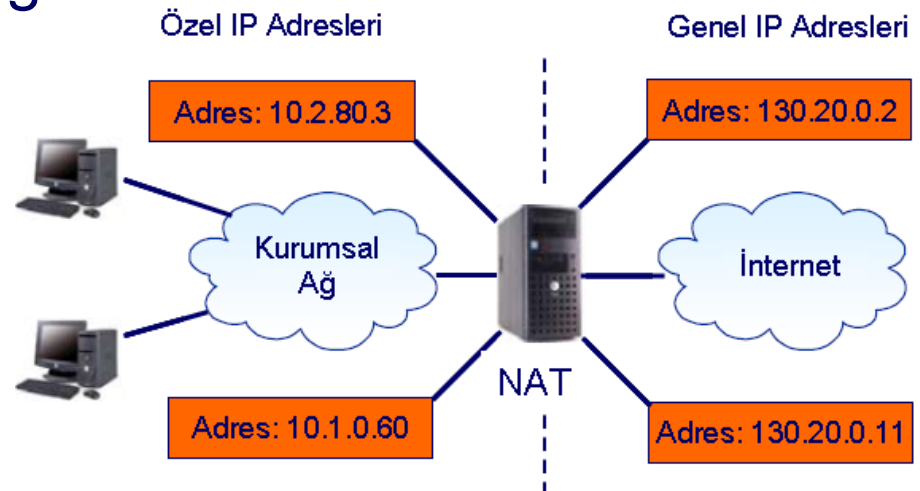 g
Özel IP Adresleri
Genel IP Adresleri
Adres: 10.2.80.3
Adres: 130.20.0.2
Kurumsal
Ağ
İnternet
NAT
Adres: 10.1.0.60
Adres: 130.20.0.11